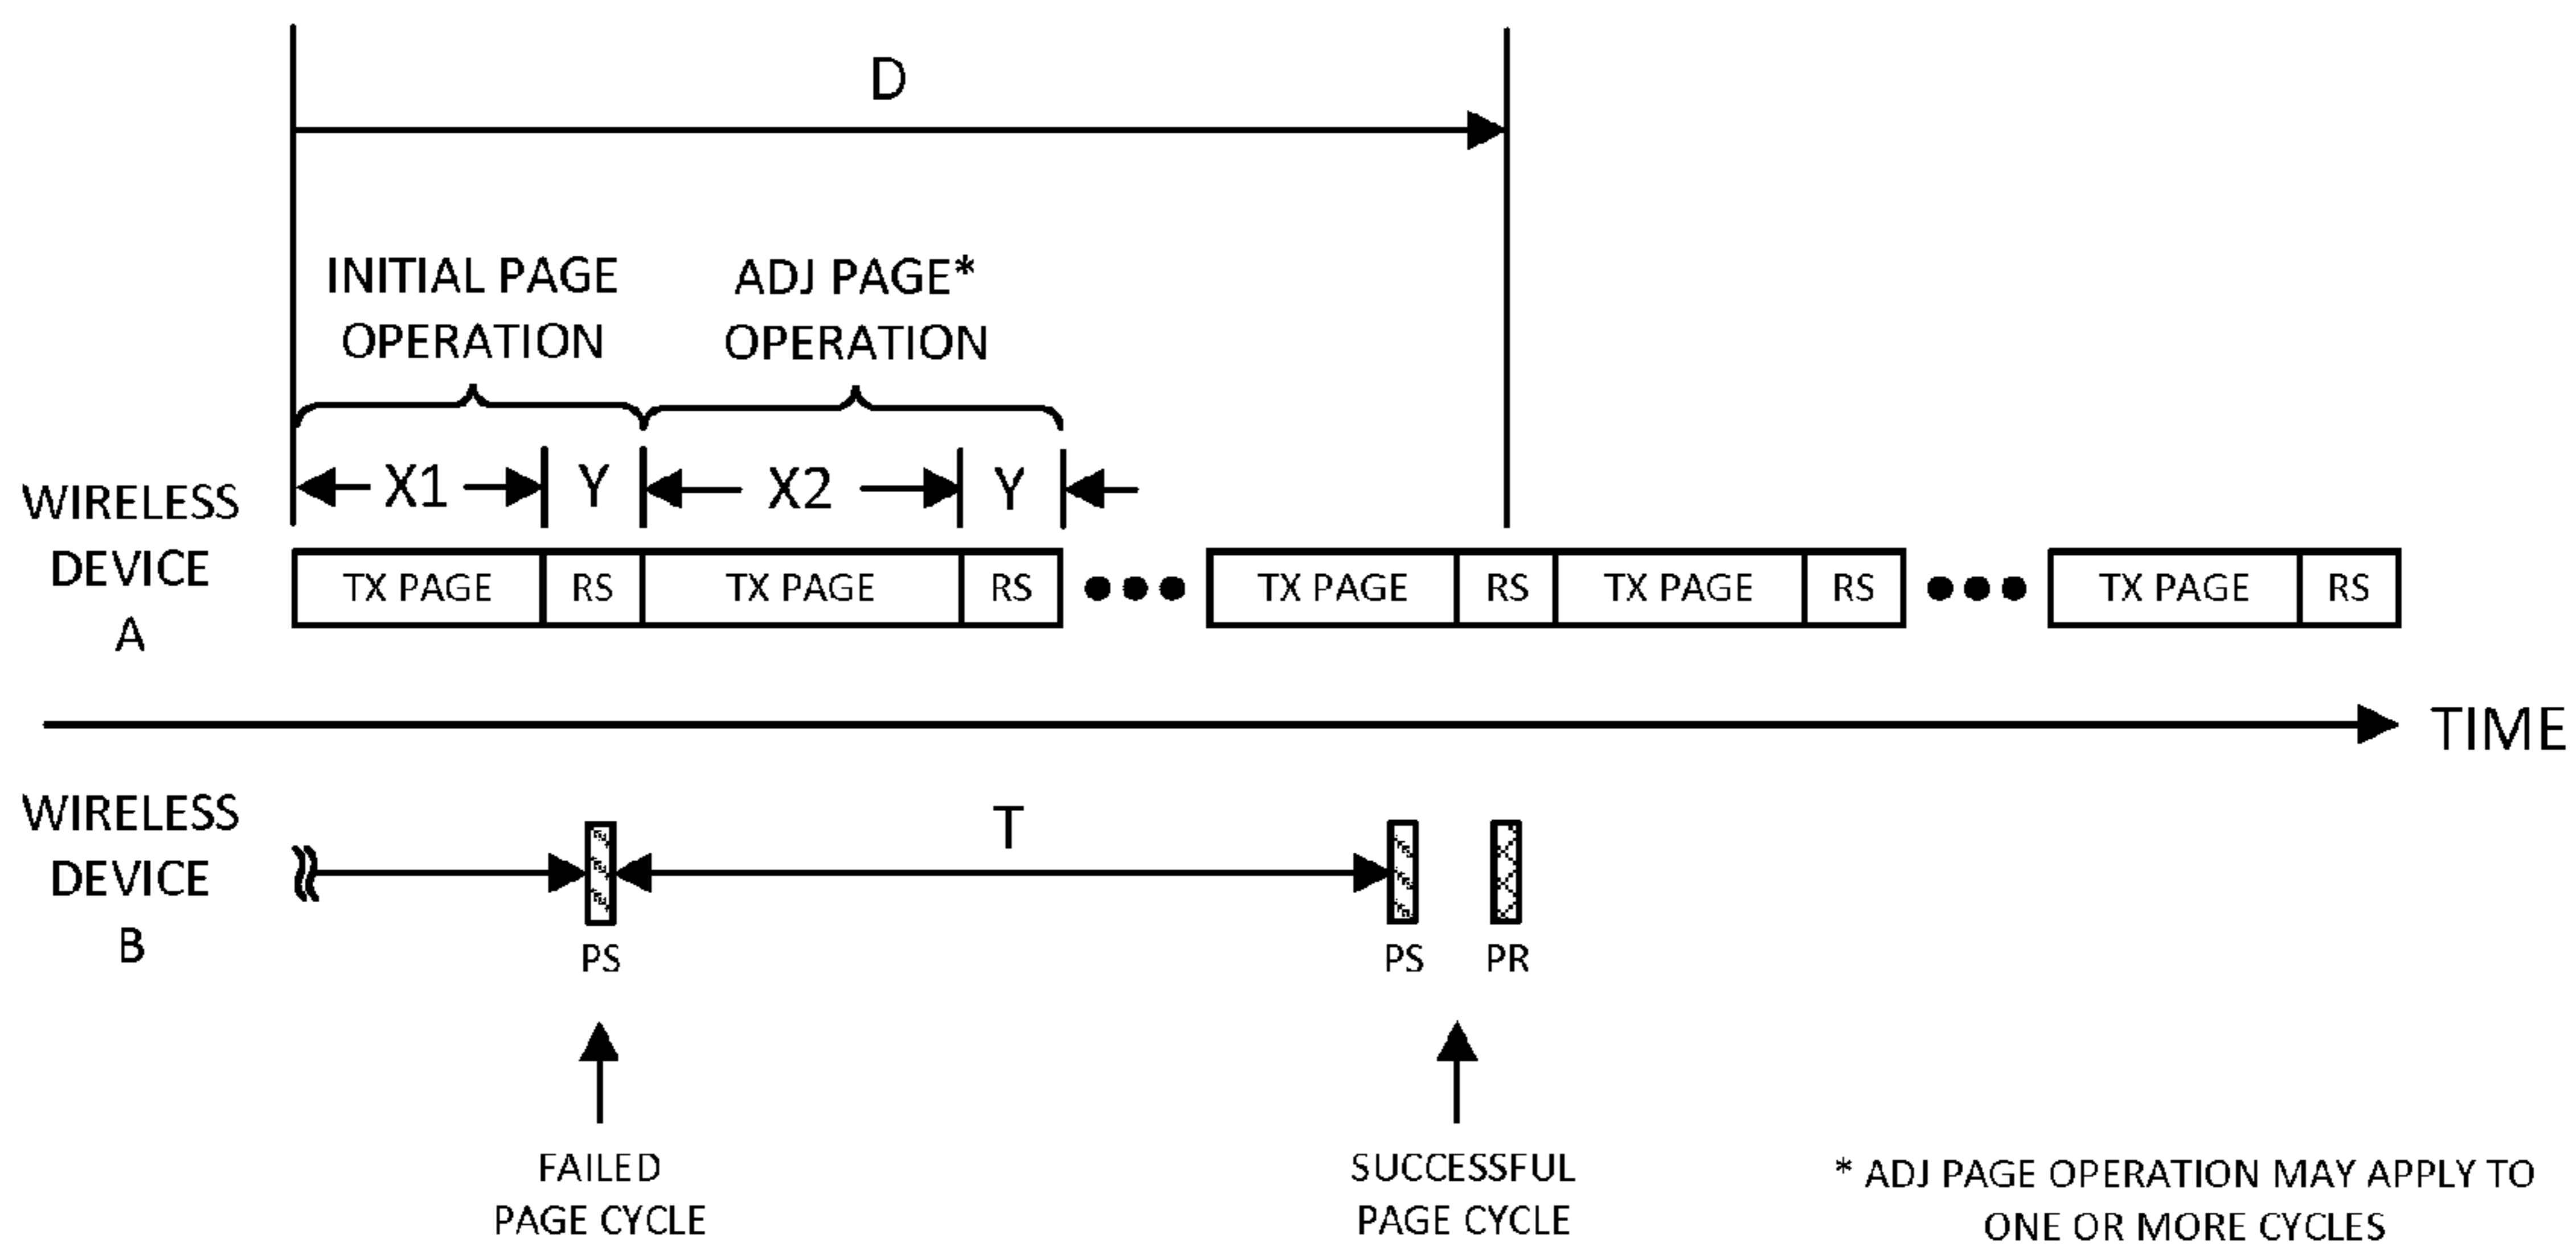 D
INITIAL PAGE
OPERATION
ADJ PAGE*
OPERATION
X1
Y
X2
Y
WIRELESS
DEVICE
A
TX PAGE
RS
TX PAGE
RS
TX PAGE
RS
TX PAGE
RS
TX PAGE
RS
TIME
WIRELESS
DEVICE
B
T
PS
PS
PR
FAILED
PAGE CYCLE
SUCCESSFUL
PAGE CYCLE
* ADJ PAGE OPERATION MAY APPLY TO
ONE OR MORE CYCLES